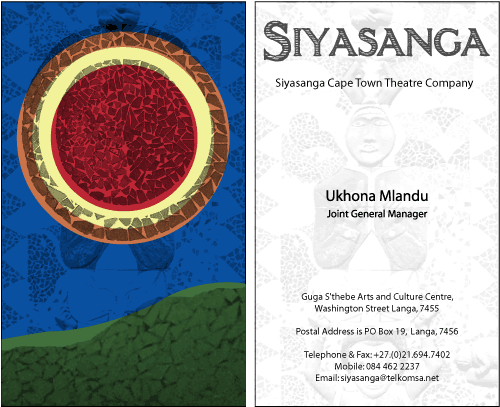 SIYASANGA
Siyasanga Cape Town Theatre Company
Ukhona Mlandu
Joint General Manager
Guga S'thebe Arts and Culture Centre,
Washington Street Langa, 7455
Postal Address is PO Box 19, Langa, 7456
Telephone & Fax: +27.(0)21.694.7402
Mobile: 084 462 2237
Email: siyasanga@telkomsa.net